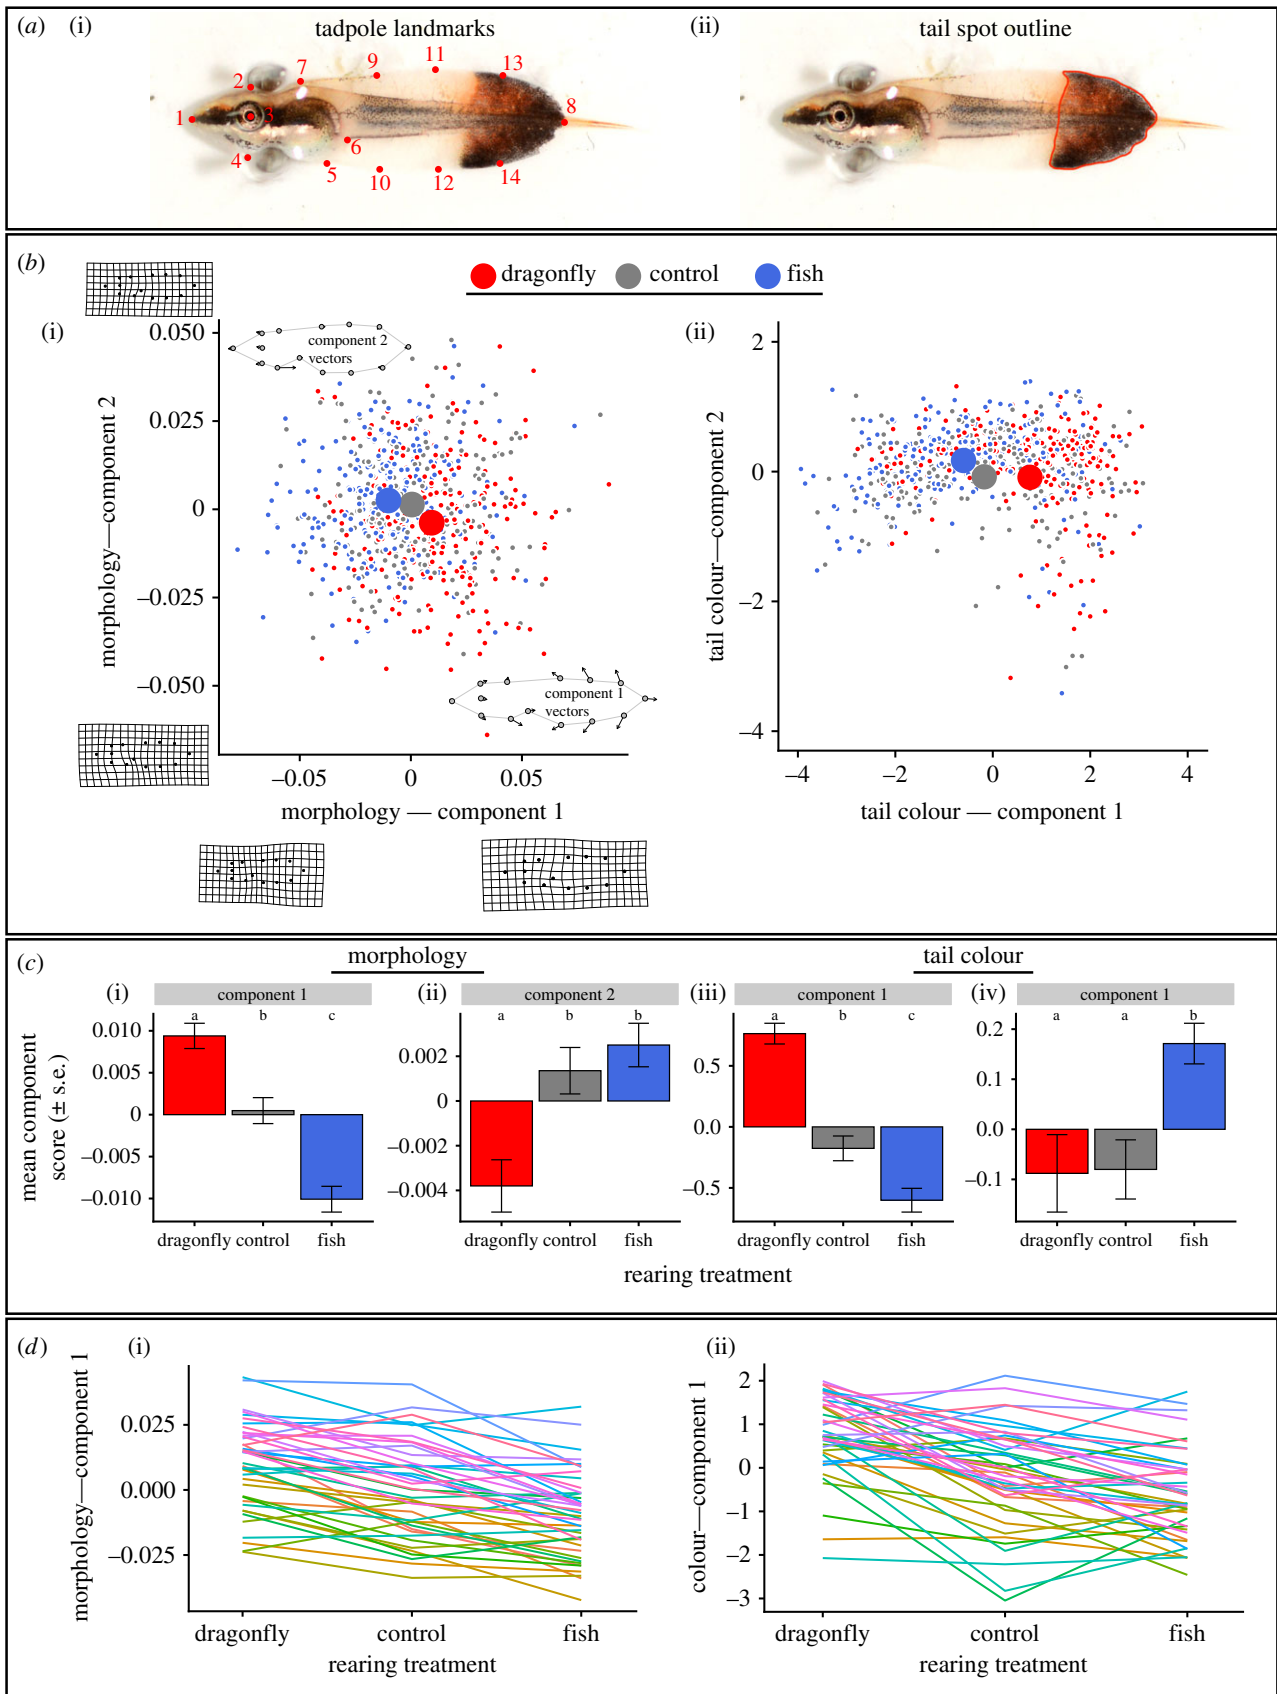 (a) (i) tadpole landmarks (ii) tail spot outline
1 2 3 4 5 6 7 8 9 10 11 12 13 14
(b) dragonfly control fish
(i) morphology—component 2
0.050
0.025
0
–0.025
–0.050
component 2
vectors
component 1
vectors
–0.05 0 0.05
morphology — component 1
(ii) tail colour—component 2
2
0
–2
–4
–4 –2 0 2 4
tail colour — component 1
(c) morphology tail colour
mean component
score (± s.e.)
(i) component 1
a b c
0.010
0.005
0
–0.005
–0.010
dragonfly control fish
(ii) component 2
a b b
0.002
0
–0.002
–0.004
dragonfly control fish
(iii) component 1
a b c
0.5
0.0
–0.5
dragonfly control fish
(iv) component 1
a a b
0.2
0.1
0.0
–0.1
dragonfly control fish
rearing treatment
(d) (i) morphology—component 1
0.025
0.000
–0.025
dragonfly control fish
rearing treatment
(ii) colour—component 1
2
1
0
–1
–2
–3
dragonfly control fish
rearing treatment